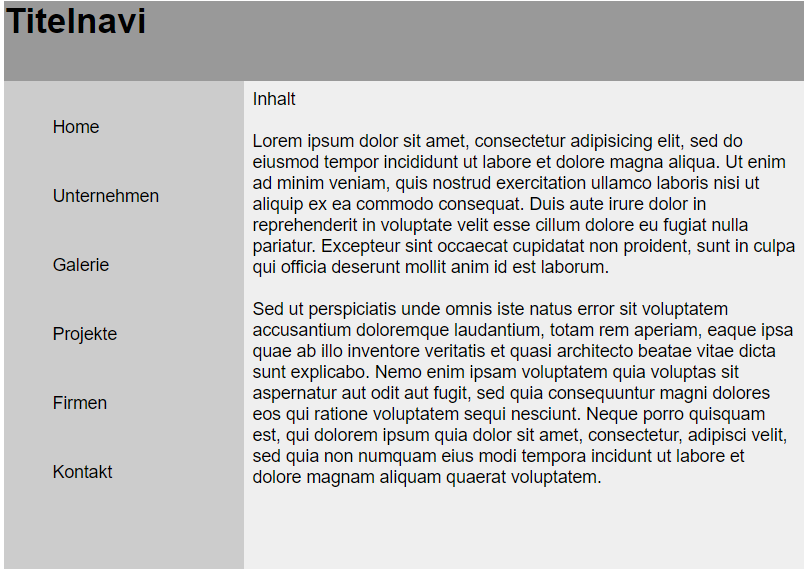 Titelnavi
Home
Unternehmen
Galerie
Projekte
Firmen
Kontakt
Inhalt
Lorem ipsum dolor sit amet, consectetur adipisicing elit, sed do
eiusmod tempor incididunt ut labore et dolore magna aliqua. Ut enim
ad minim veniam, quis nostrud exercitation ullamco laboris nisi ut
aliquip ex ea commodo consequat. Duis aute irure dolor in
reprehenderit in voluptate velit esse cillum dolore eu fugiat nulla
pariatur. Excepteur sint occaecat cupidatat non proident, sunt in culpa
qui officia deserunt mollit anim id est laborum.
Sed ut perspiciatis unde omnis iste natus error sit voluptatem
accusantium doloremque laudantium, totam rem aperiam, eaque ipsa
quae ab illo inventore veritatis et quasi architecto beatae vitae dicta
sunt explicabo. Nemo enim ipsam voluptatem quia voluptas sit
aspernatur aut odit aut fugit, sed quia consequuntur magni dolores
eos qui ratione voluptatem sequi nesciunt. Neque porro quisquam
est, qui dolorem ipsum quia dolor sit amet, consectetur, adipisci velit,
sed quia non numquam eius modi tempora incidunt ut labore et
dolore magnam aliquam quaerat voluptatem.